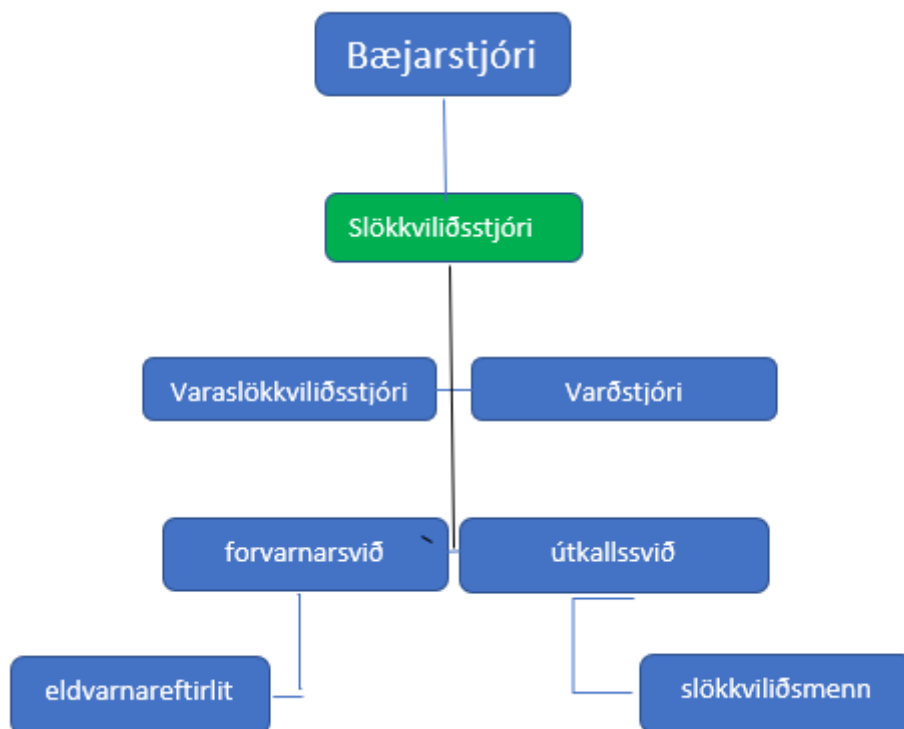 Bæjarstjóri
Slökkviliðsstjóri
Varaslökkviliðsstjóri
Varðstjóri
forvarnarsvið
útkallssvið
eldvarnareftirlit
slökkviliðsmenn